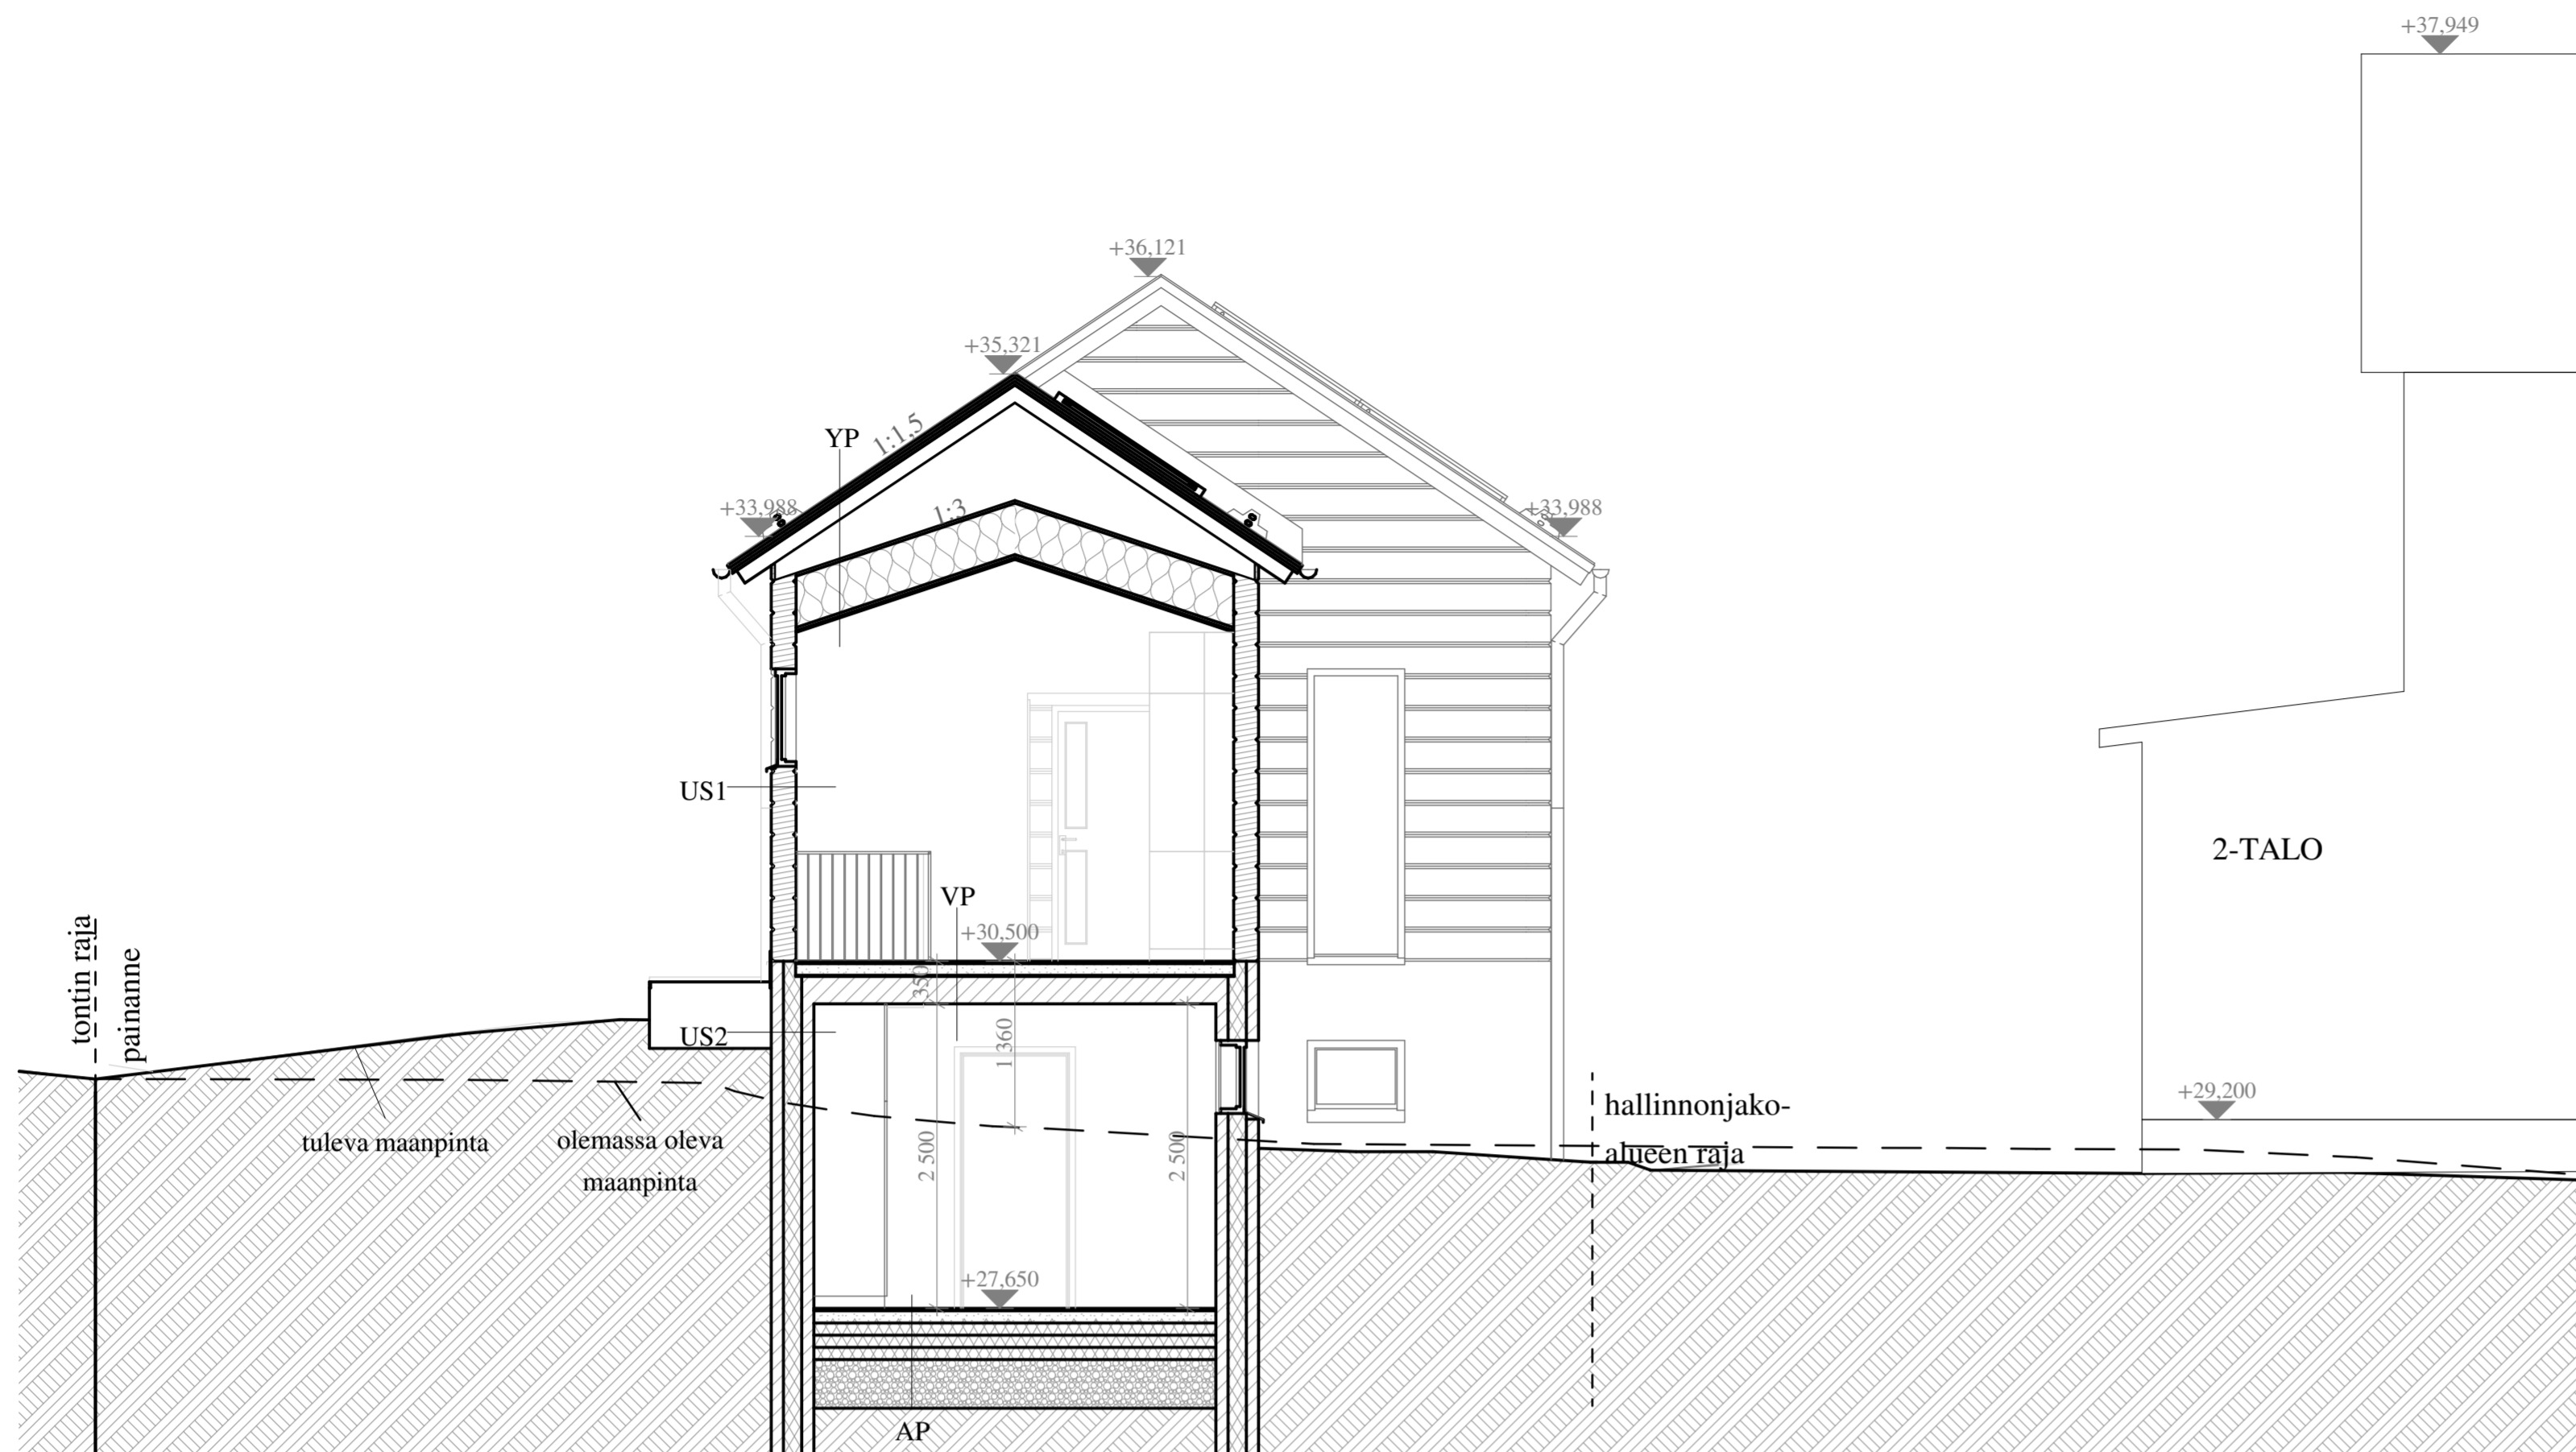 +37,949
+36,121
+35,321
1:1,5
YP
+33,988
+33,988
1:3
US1
2-TALO
VP
+30,500
350
tontin raja
painanne
US2
1 360
+29,200
hallinnonjako-
alueen raja
tuleva maanpinta
olemassa oleva
maanpinta
2 500
2 500
+27,650
AP